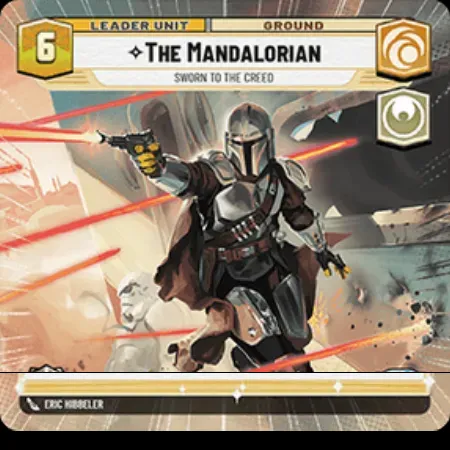 LEADER UNIT
GROUND
6
THE MANDALORIAN
SWORN TO THE CREED
ERIC HIBBELER